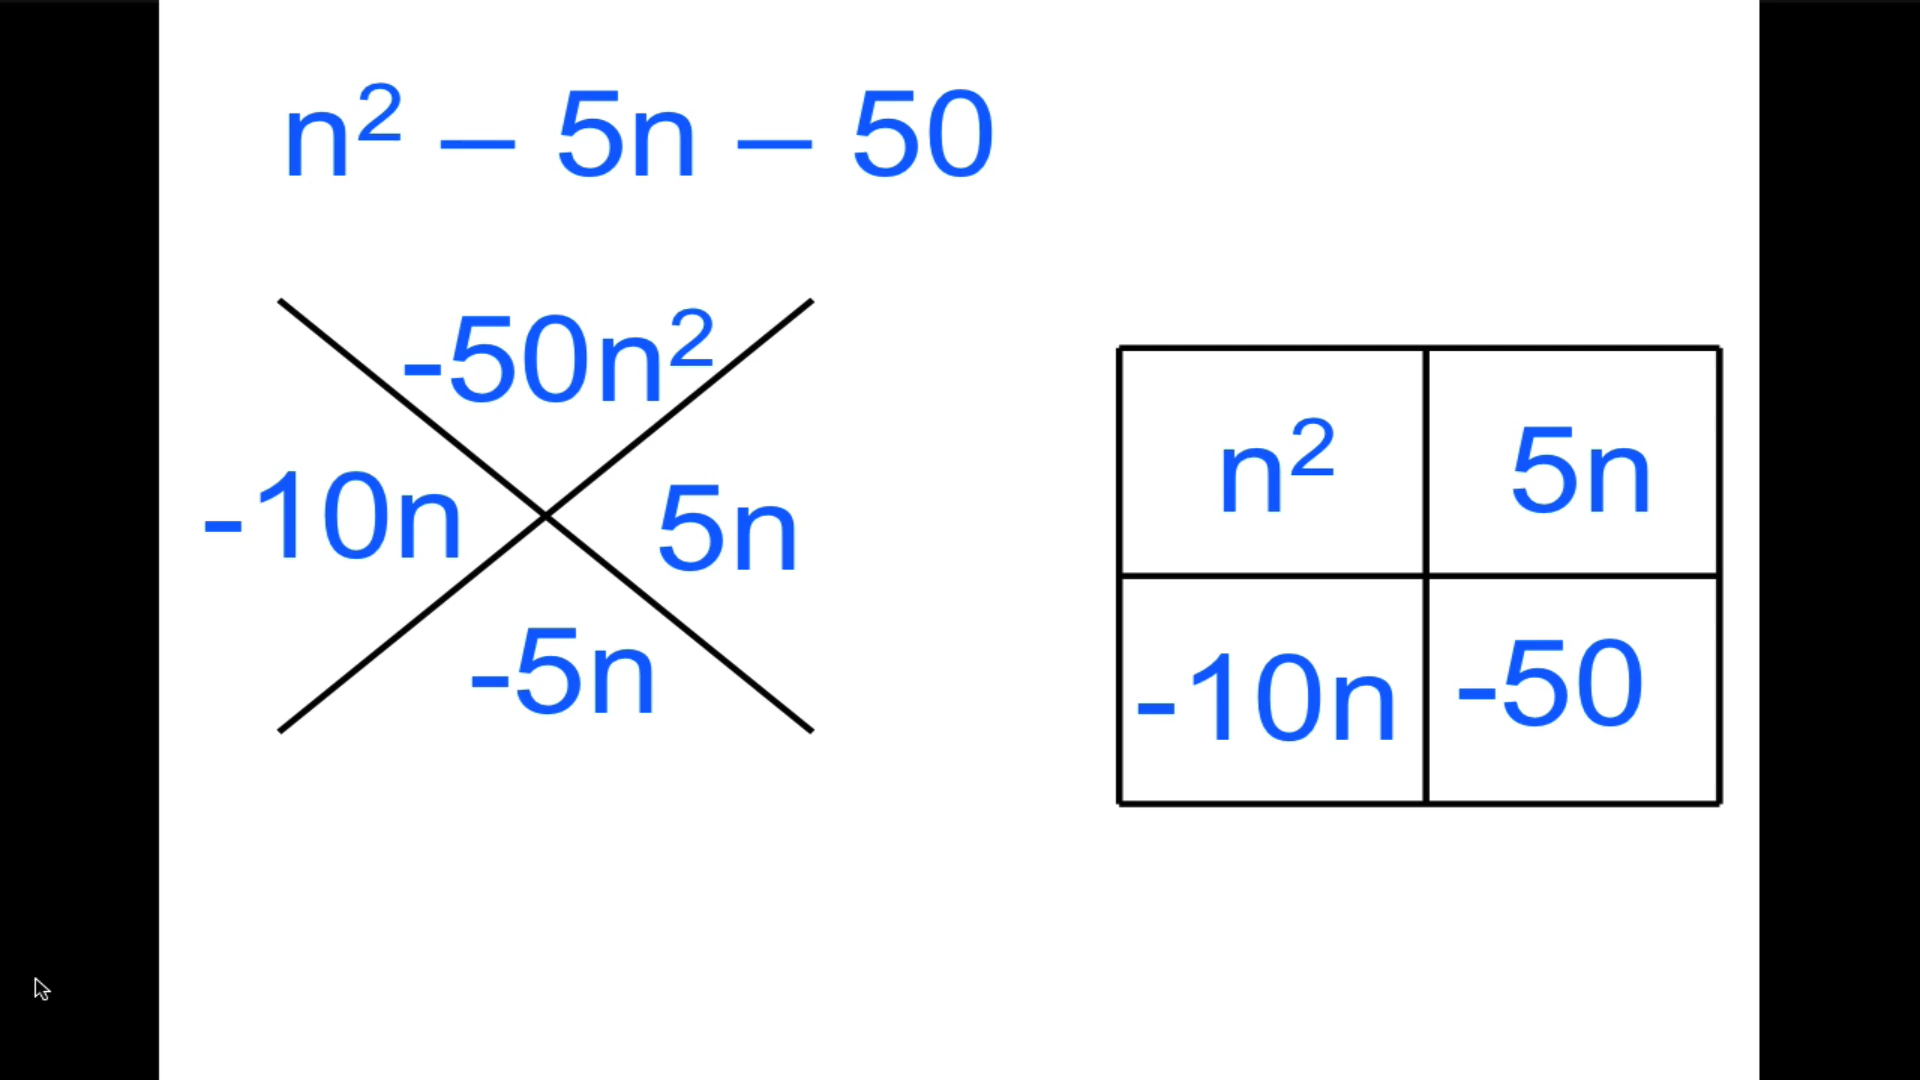 n² – 5n – 50
-50n²
-10n 5n
-5n
n² 5n
-10n -50